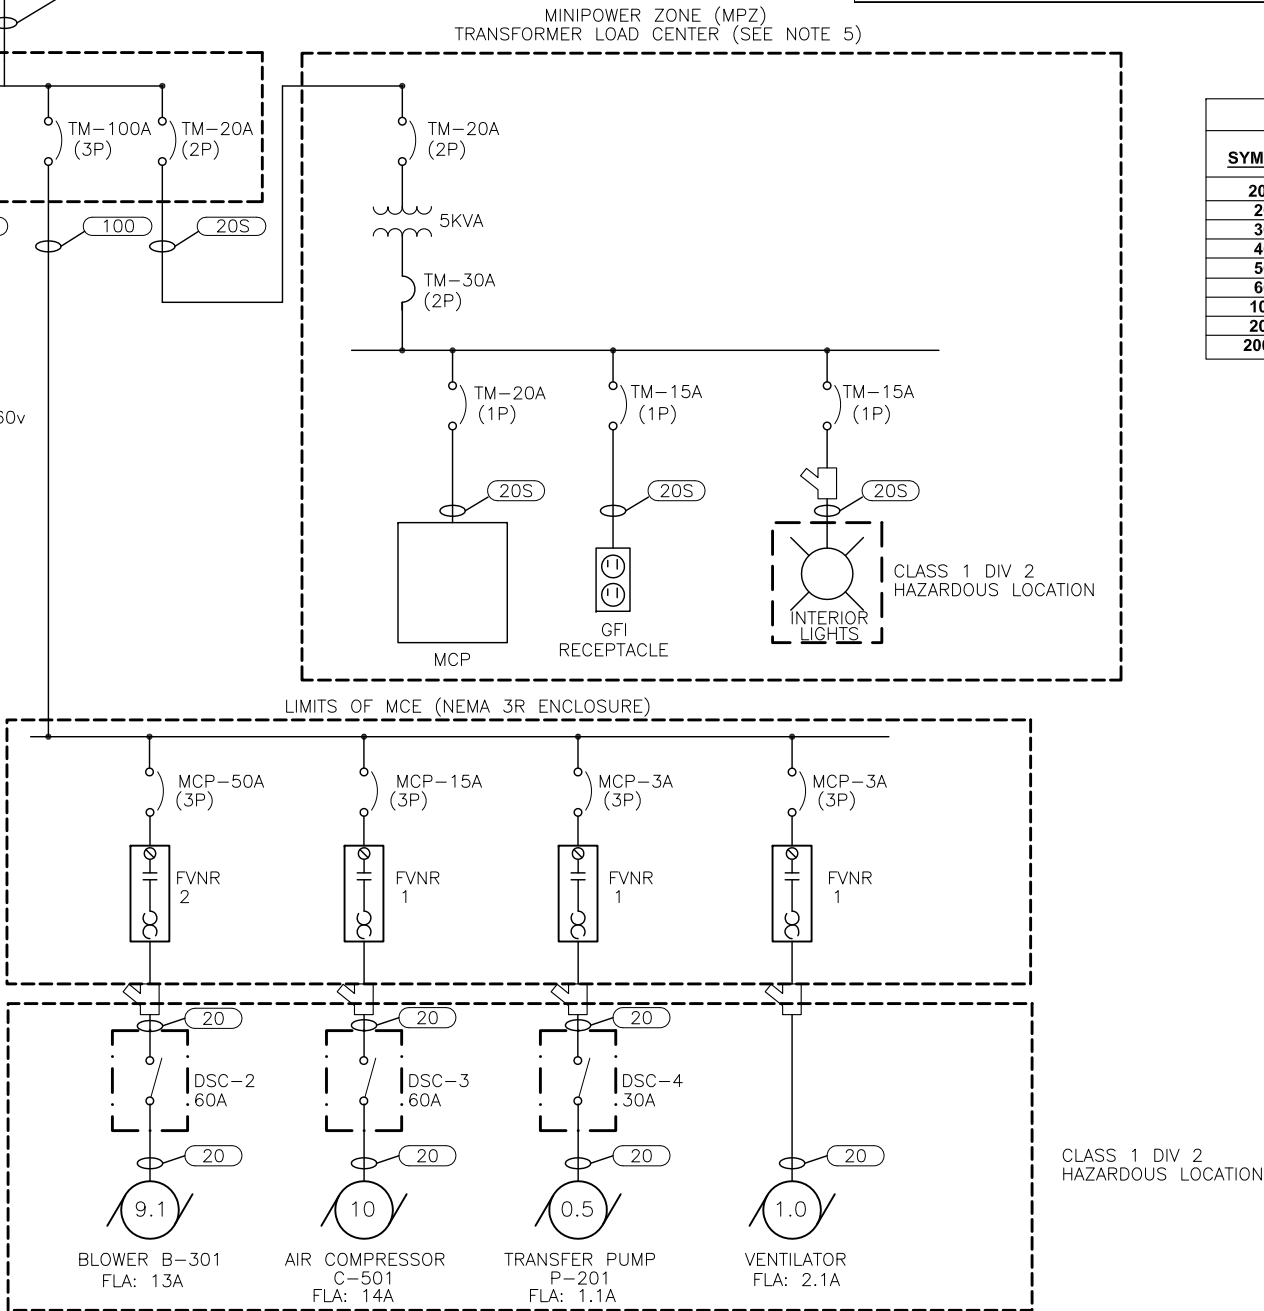 MINIPOWER ZONE (MPZ)
TRANSFORMER LOAD CENTER (SEE NOTE 5)
TM-100A
(3P)
TM-20A
(2P)
100
20S
TM-20A
(2P)
5KVA
TM-30A
(2P)
TM-20A
(1P)
TM-15A
(1P)
TM-15A
(1P)
20S
20S
20S
MCP
GFI
RECEPTACLE
INTERIOR
LIGHTS
CLASS 1 DIV 2
HAZARDOUS LOCATION
60v
LIMITS OF MCE (NEMA 3R ENCLOSURE)
MCP-50A
(3P)
MCP-15A
(3P)
MCP-3A
(3P)
MCP-3A
(3P)
FVNR
2
FVNR
1
FVNR
1
FVNR
1
20
20
20
DSC-2
60A
DSC-3
60A
DSC-4
30A
20
20
20
20
9.1
10
0.5
1.0
BLOWER B-301
FLA: 13A
AIR COMPRESSOR
C-501
FLA: 14A
TRANSFER PUMP
P-201
FLA: 1.1A
VENTILATOR
FLA: 2.1A
CLASS 1 DIV 2
HAZARDOUS LOCATION